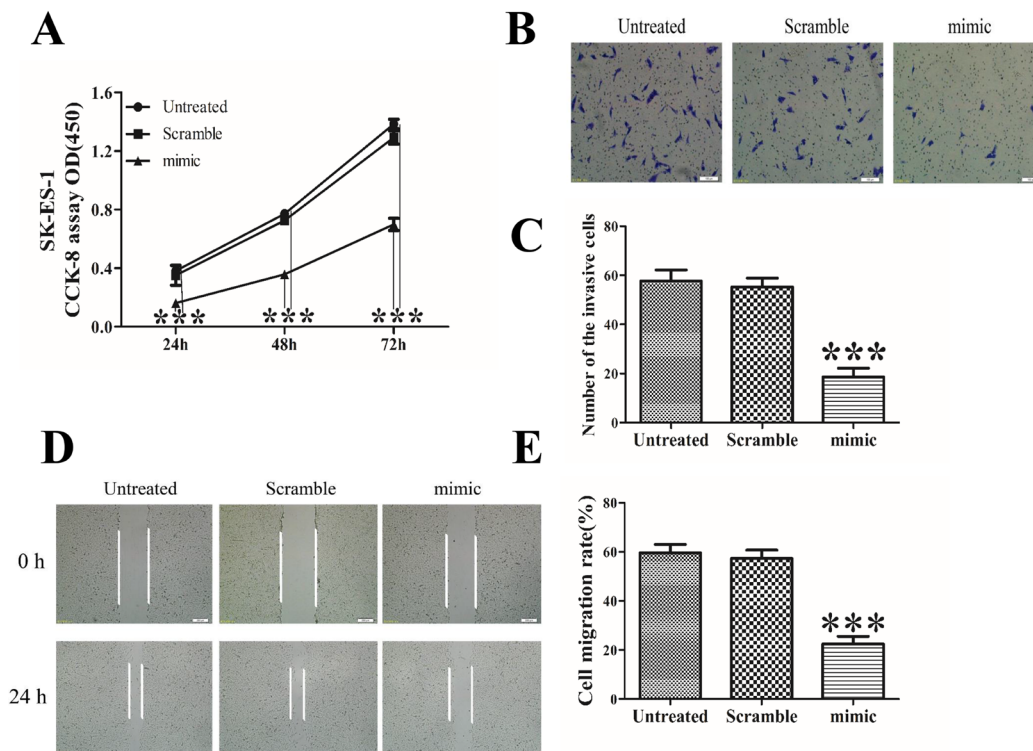 A
SK-ES-1
CCK-8 assay OD(450)
1.6
1.2
0.8
0.4
0.0
Untreated
Scramble
mimic
***
***
***
24h
48h
72h
B
Untreated
Scramble
mimic
C
Number of the invasive cells
80
60
40
20
0
***
Untreated
Scramble
mimic
D
Untreated
Scramble
mimic
0 h
24 h
E
Cell migration rate(%)
80
60
40
20
0
***
Untreated
Scramble
mimic